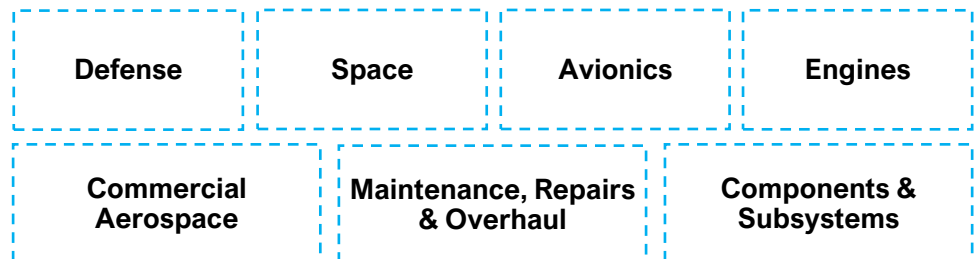 Defense
Space
Avionics
Engines
Commercial
Aerospace
Maintenance, Repairs
& Overhaul
Components &
Subsystems